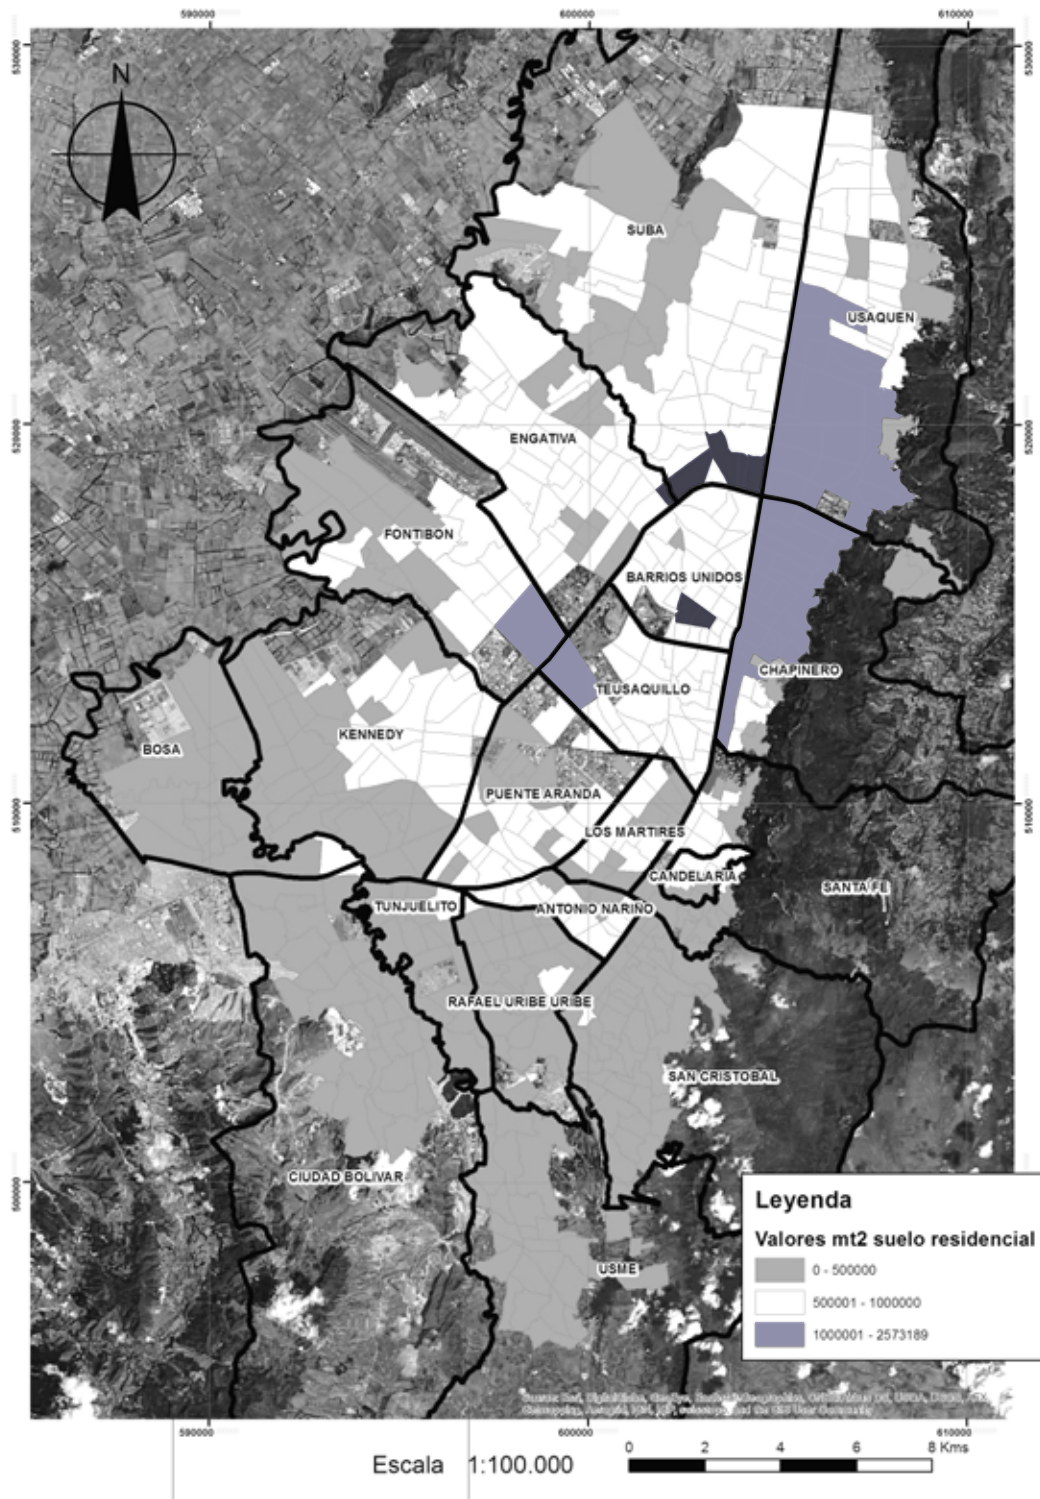 590000 600000 610000
530000 530000
N
SUBA
USAQUEN
520000 520000
ENGATIVA
FONTIBON
BARRIOS UNIDOS
CHAPINERO
TEUSAQUILLO
KENNEDY
BOSA
PUENTE ARANDA
510000 510000
LOS MARTIRES
CANDELARIA
SANTA FE
TUNJUELITO
ANTONIO NARIÑO
RAFAEL URIBE URIBE
SAN CRISTOBAL
CIUDAD BOLIVAR
500000
USME
Leyenda
Valores mt2 suelo residencial
0 - 500000
500001 - 1000000
1000001 - 2573189
590000 600000 610000
0 2 4 6 8 Kms
Escala 1:100.000